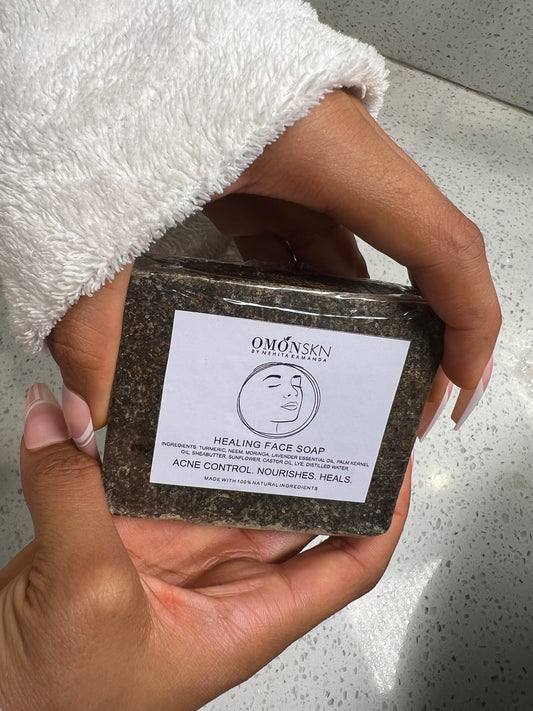 OMONSKN
BY NEHITA KAMANDA
HEALING FACE SOAP
INGREDIENTS: TURMERIC, NEEM, MORINGA, LAVENDER ESSENTIAL OIL, PALM KERNEL
OIL, SHEABUTTER, SUNFLOWER, CASTOR OIL, LYE, DISTILLED WATER.
ACNE CONTROL. NOURISHES. HEALS.
MADE WITH 100% NATURAL INGREDIENTS